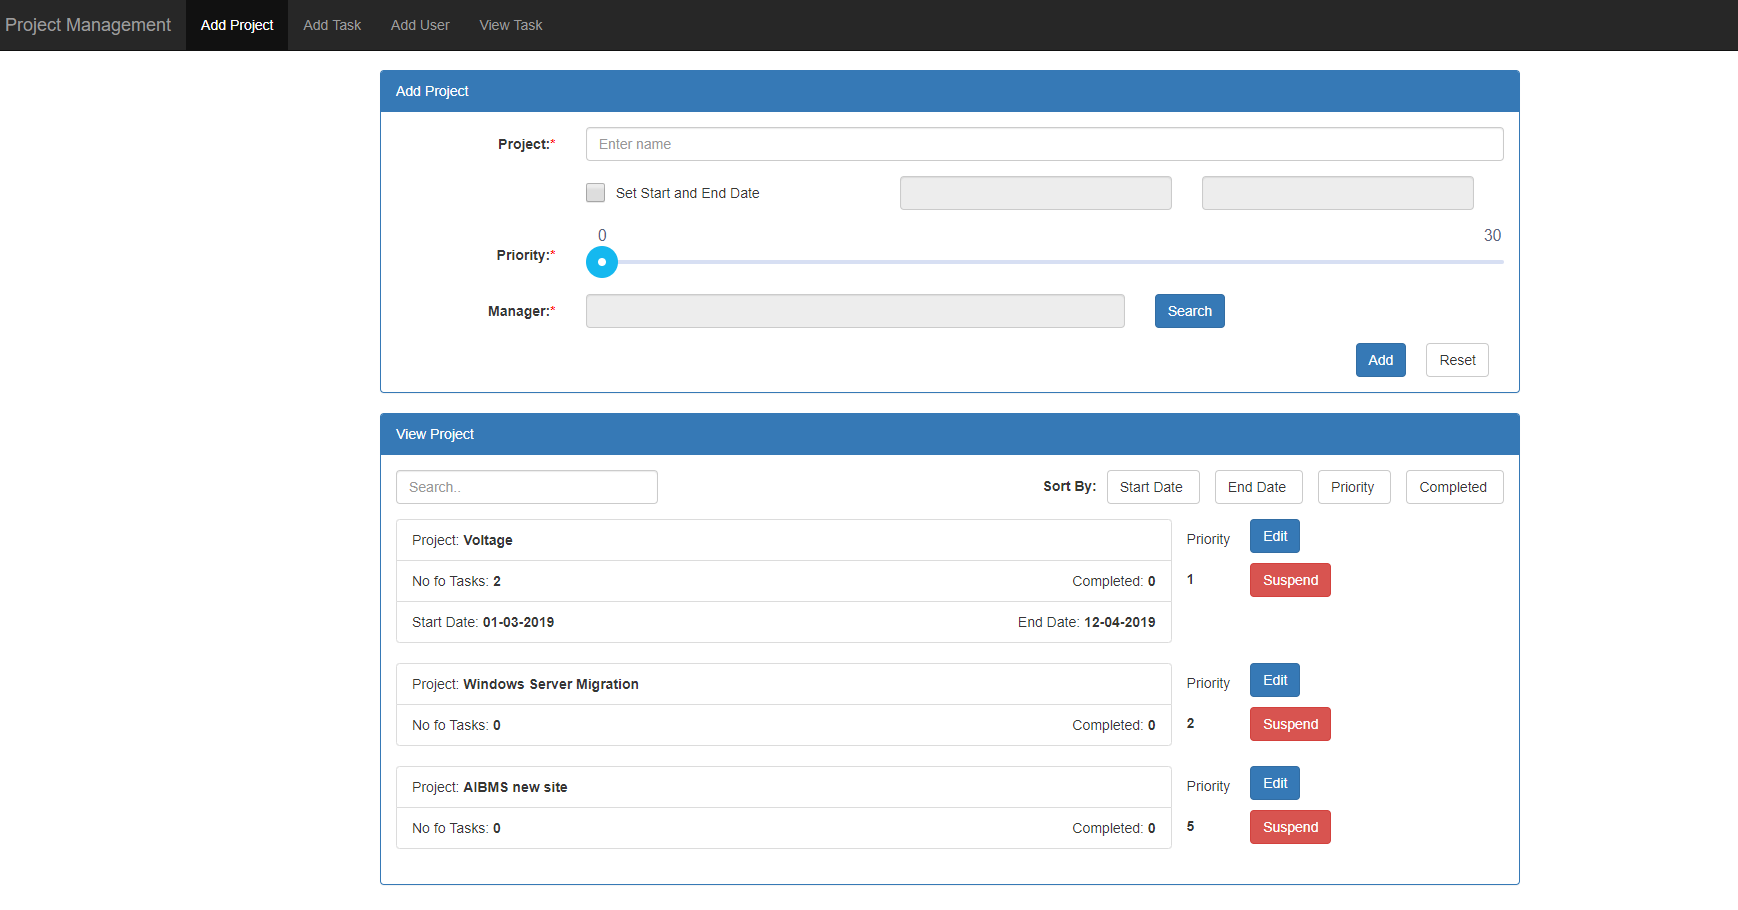 Project Management Add Project Add Task Add User View Task
Add Project
Project:* Enter name
Set Start and End Date
0 30
Priority:*
Manager:* Search
Add Reset
View Project
Search.. Sort By: Start Date End Date Priority Completed
Project: Voltage Priority Edit
No fo Tasks: 2 Completed: 0 1 Suspend
Start Date: 01-03-2019 End Date: 12-04-2019
Project: Windows Server Migration Priority Edit
No fo Tasks: 0 Completed: 0 2 Suspend
Project: AIBMS new site Priority Edit
No fo Tasks: 0 Completed: 0 5 Suspend